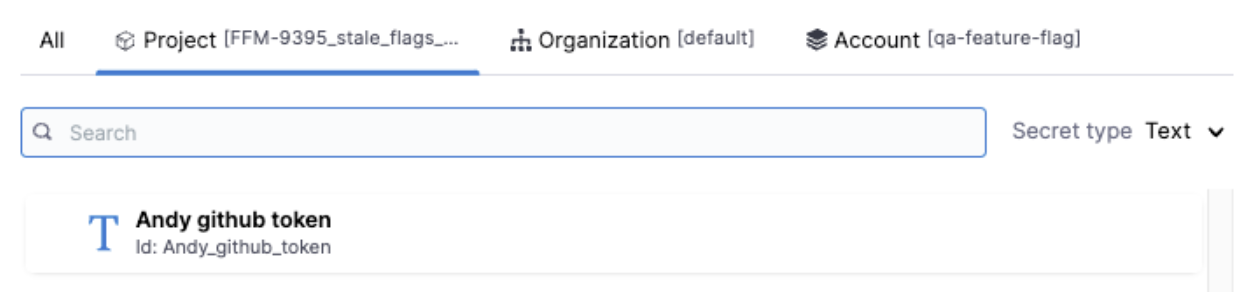 All Project [FFM-9395_stale_flags_... Organization [default] Account [qa-feature-flag]
Search Secret type Text
Andy github token
Id: Andy_github_token